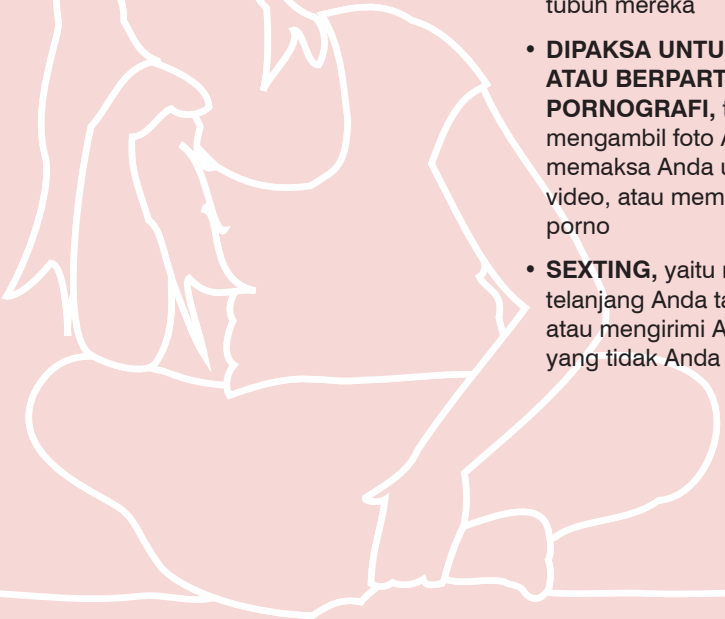 tubuh mereka
• DIPAKSA UNTU
ATAU BERPART
PORNOGRAFI,
mengambil foto
memaksa Anda
video, atau mem
porno
• SEXTING, yaitu
telanjang Anda ta
atau mengirimi A
yang tidak Anda